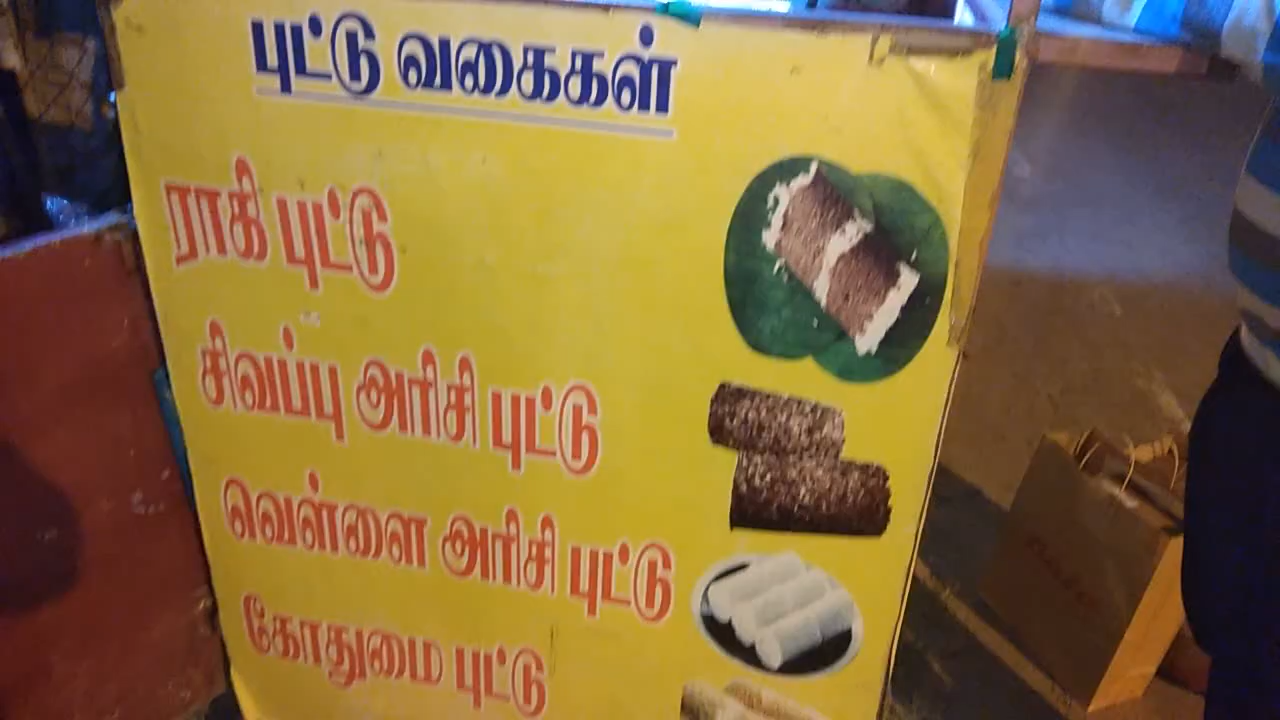 புட்டு வகைகள்
ராகி புட்டு
சிவப்பு அரிசி புட்டு
வெள்ளை அரிசி புட்டு
கோதுமை புட்டு